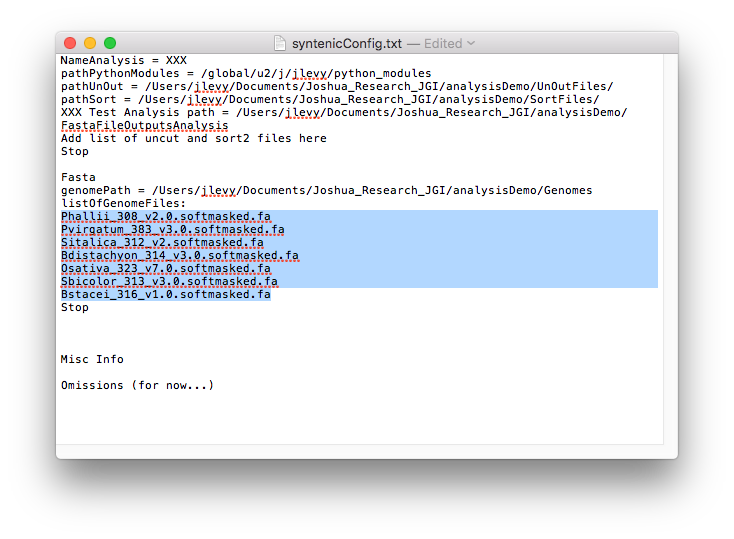 syntenicConfig.txt — Edited
NameAnalysis = XXX
pathPythonModules = /global/u2/j/jlevy/python_modules
pathUnOut = /Users/jlevy/Documents/Joshua_Research_JGI/analysisDemo/UnOutFiles/
pathSort = /Users/jlevy/Documents/Joshua_Research_JGI/analysisDemo/SortFiles/
XXX Test Analysis path = /Users/jlevy/Documents/Joshua_Research_JGI/analysisDemo/
FastaFileOutputsAnalysis
Add list of uncut and sort2 files here
Stop
Fasta
genomePath = /Users/jlevy/Documents/Joshua_Research_JGI/analysisDemo/Genomes
listOfGenomeFiles:
Phallii_308_v2.0.softmasked.fa
Pvirgatum_383_v3.0.softmasked.fa
Sitalica_312_v2.softmasked.fa
Bdistachyon_314_v3.0.softmasked.fa
Osativa_323_v7.0.softmasked.fa
Sbicolor_313_v3.0.softmasked.fa
Bstacei_316_v1.0.softmasked.fa
Stop
Misc Info
Omissions (for now...)